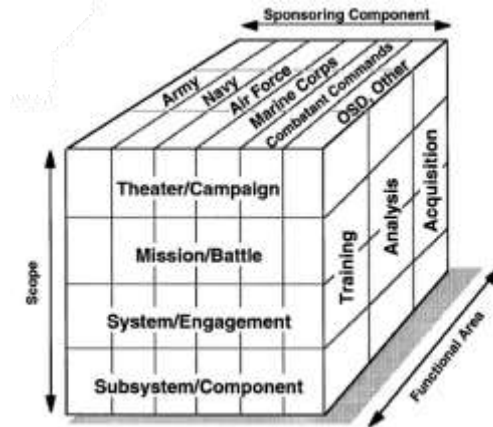 Sponsoring Component
Army
Navy
Air Force
Marine Corps
Combatant Commands
OSD, Other
Theater/Campaign
Mission/Battle
System/Engagement
Subsystem/Component
Training
Analysis
Acquisition
Scope
Functional Area